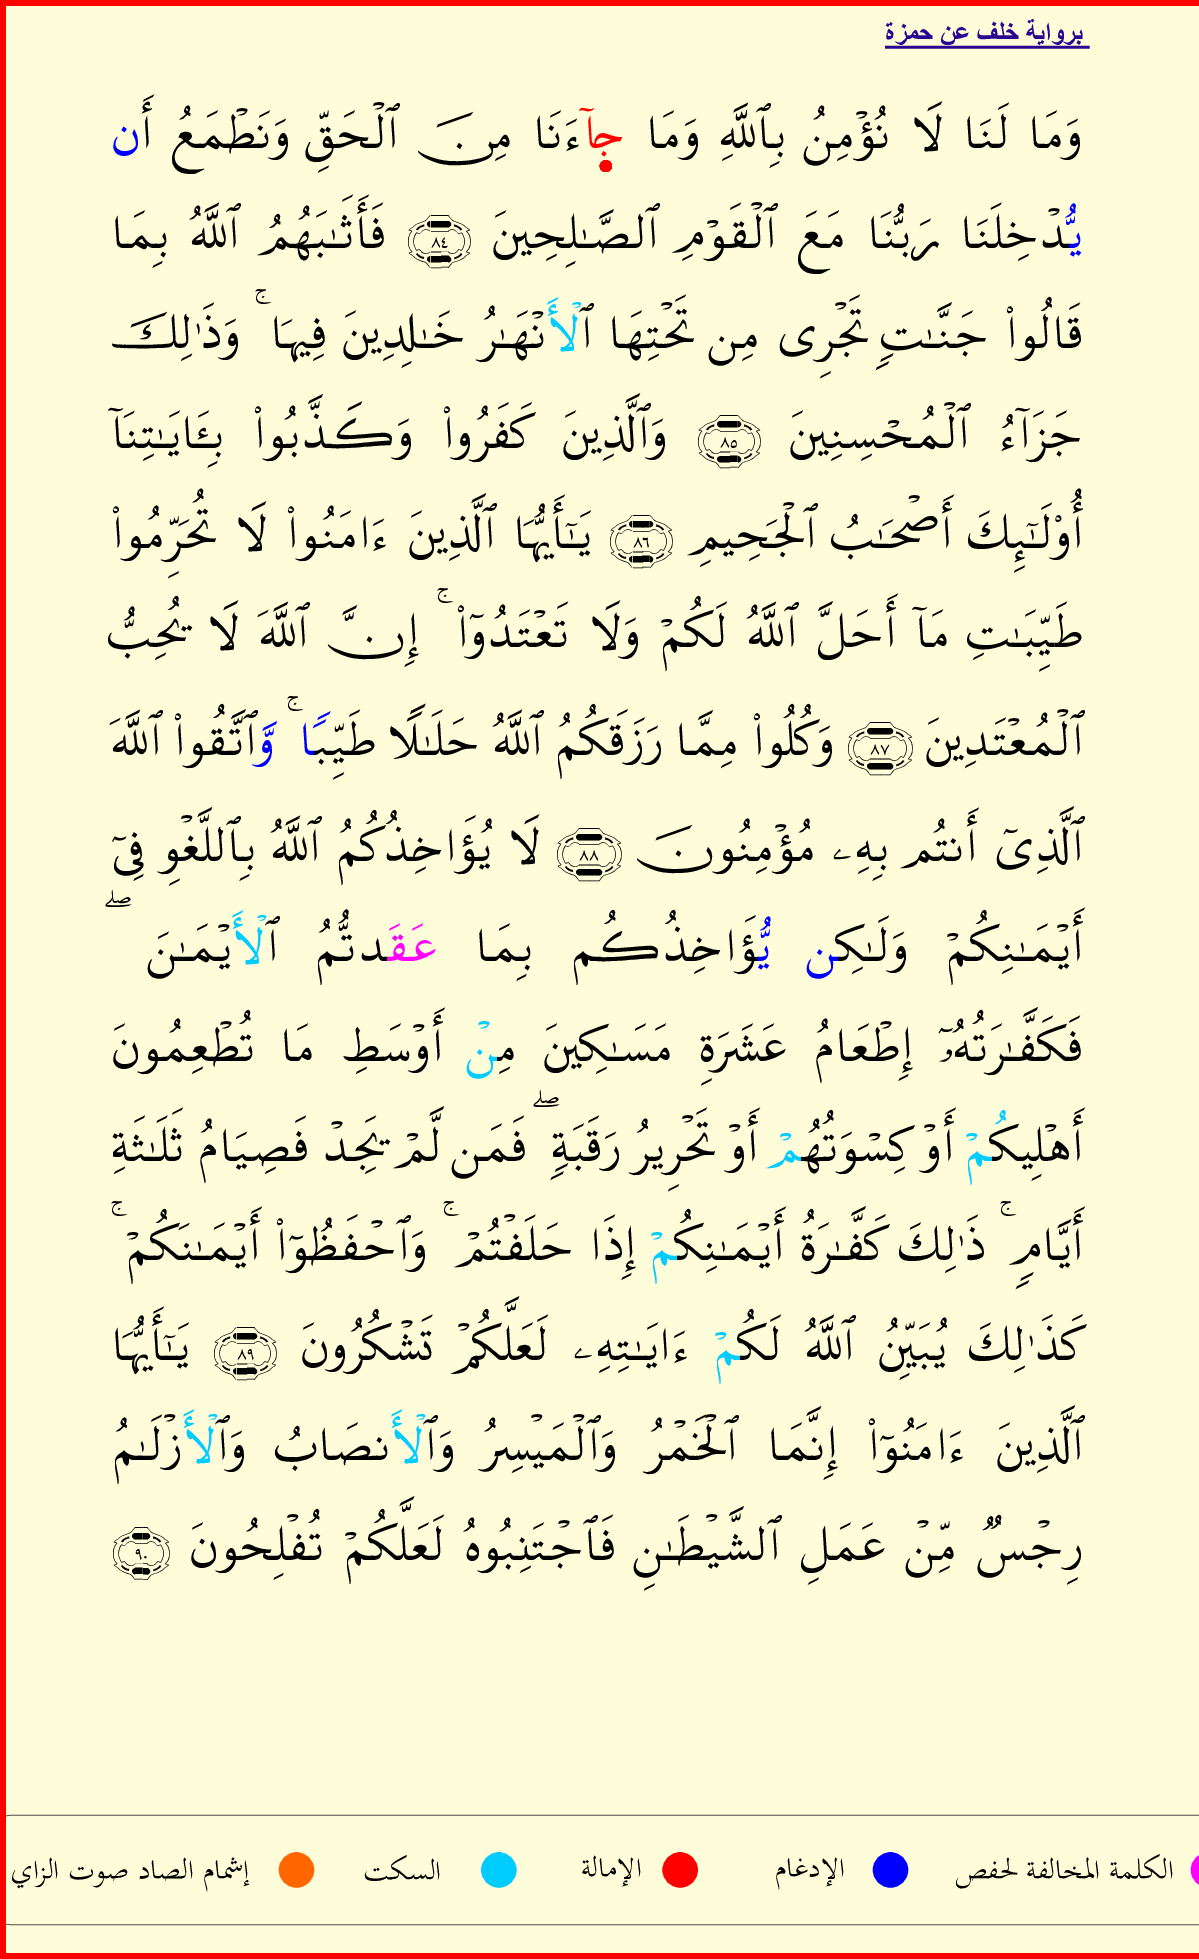 برواية خلف عن حمزة
وَمَا لَنَا لَا نُؤۡمِنُ بِٱللَّهِ وَمَا جَآءَنَا مِنَ ٱلۡحَقِّ وَنَطۡمَعُ أَن
يُّدۡخِلَنَا رَبُّنَا مَعَ ٱلۡقَوۡمِ ٱلصَّٰلِحِينَ ٨٤ فَأَثَٰبَهُمُ ٱللَّهُ بِمَا
قَالُواْ جَنَّٰتٖ تَجۡرِي مِن تَحۡتِهَا ٱلۡأَنۡهَٰرُ خَٰلِدِينَ فِيهَاۚ وَذَٰلِكَ
جَزَآءُ ٱلۡمُحۡسِنِينَ ٨٥ وَٱلَّذِينَ كَفَرُواْ وَكَذَّبُواْ بِـَٔايَٰتِنَآ
أُوْلَٰٓئِكَ أَصۡحَٰبُ ٱلۡجَحِيمِ ٨٦ يَٰٓأَيُّهَا ٱلَّذِينَ ءَامَنُواْ لَا تُحَرِّمُواْ
طَيِّبَٰتِ مَآ أَحَلَّ ٱللَّهُ لَكُمۡ وَلَا تَعۡتَدُوٓاْۚ إِنَّ ٱللَّهَ لَا يُحِبُّ
ٱلۡمُعۡتَدِينَ ٨٧ وَكُلُواْ مِمَّا رَزَقَكُمُ ٱللَّهُ حَلَٰلٗا طَيِّبٗاۚ وَّٱتَّقُواْ ٱللَّهَ
ٱلَّذِيٓ أَنتُم بِهِۦ مُؤۡمِنُونَ ٨٨ لَا يُؤَاخِذُكُمُ ٱللَّهُ بِٱللَّغۡوِ فِيٓ
أَيۡمَٰنِكُمۡ وَلَٰكِن يُّؤَاخِذُكُم بِمَا عَقَدتُّمُ ٱلۡأَيۡمَٰنَۖ
فَكَفَّٰرَتُهُۥٓ إِطۡعَامُ عَشَرَةِ مَسَٰكِينَ مِنۡ أَوۡسَطِ مَا تُطۡعِمُونَ
أَهۡلِيكُمۡ أَوۡ كِسۡوَتُهُمۡ أَوۡ تَحۡرِيرُ رَقَبَةٖۖ فَمَن لَّمۡ يَجِدۡ فَصِيَامُ ثَلَٰثَةِ
أَيَّامٖۚ ذَٰلِكَ كَفَّٰرَةُ أَيۡمَٰنِكُمۡ إِذَا حَلَفۡتُمۡۚ وَٱحۡفَظُوٓاْ أَيۡمَٰنَكُمۡۚ
كَذَٰلِكَ يُبَيِّنُ ٱللَّهُ لَكُمۡ ءَايَٰتِهِۦ لَعَلَّكُمۡ تَشۡكُرُونَ ٨٩ يَٰٓأَيُّهَا
ٱلَّذِينَ ءَامَنُوٓاْ إِنَّمَا ٱلۡخَمۡرُ وَٱلۡمَيۡسِرُ وَٱلۡأَنصَابُ وَٱلۡأَزۡلَٰمُ
رِجۡسٞ مِّنۡ عَمَلِ ٱلشَّيۡطَٰنِ فَٱجۡتَنِبُوهُ لَعَلَّكُمۡ تُفۡلِحُونَ ٩٠
الكلمة المخالفة لحفص الإدغام الإمالة السكت إشمام الصاد صوت الزاي